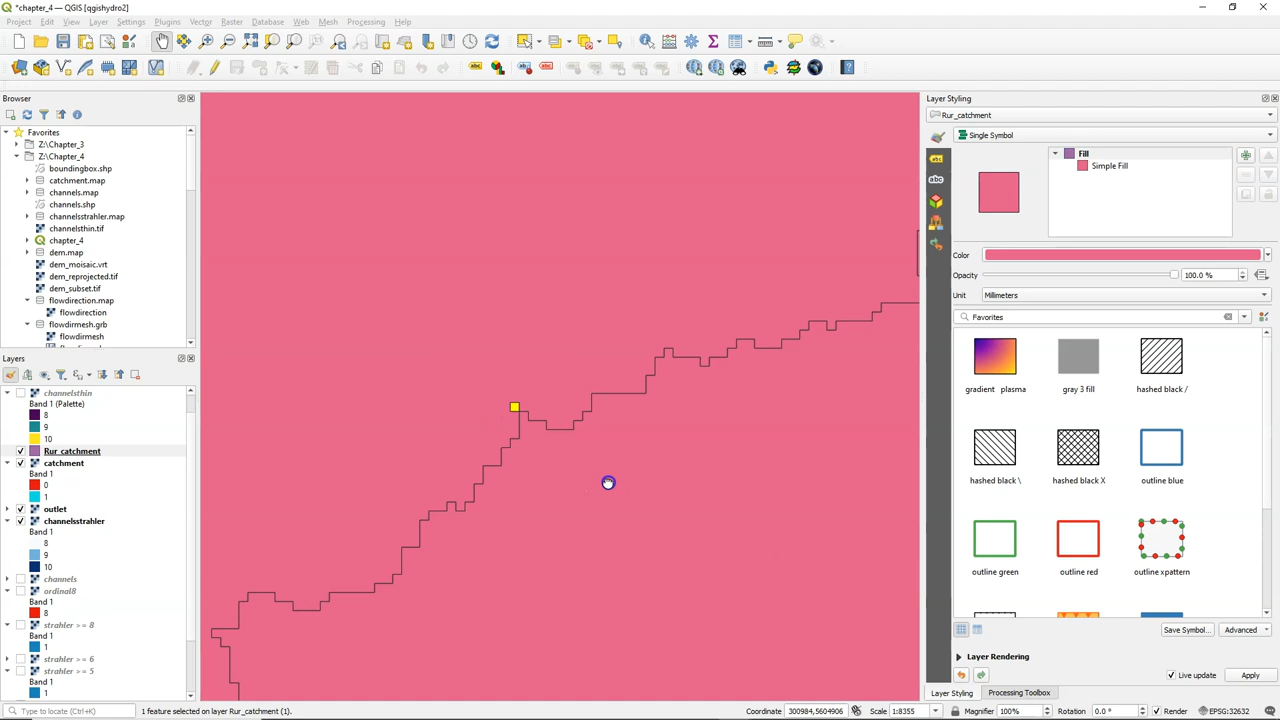 *chapter_4 — QGIS [qgishydro2]
Project Edit View Layer Settings Plugins Vector Raster Database Web Mesh Processing Help
Browser
Favorites
Z:\Chapter_3
Z:\Chapter_4
boundingbox.shp
catchment.map
channels.map
channels.shp
channelsstrahler.map
channelsthin.tif
chapter_4
dem.map
dem_moisaic.vrt
dem_reprojected.tif
dem_subset.tif
flowdirection.map
flowdirection
flowdirmesh.grb
flowdirmesh
Layers
channelsthin
Band 1 (Palette)
8
9
10
Rur_catchment
catchment
Band 1
0
1
outlet
channelsstrahler
Band 1
8
9
10
channels
ordinal8
Band 1
8
strahler >= 8
Band 1
1
strahler >= 6
strahler >= 5
Band 1
1
Layer Styling
Rur_catchment
Single Symbol
Fill
Simple Fill
Color
Opacity 100.0 %
Unit Millimeters
Favorites
gradient plasma
gray 3 fill
hashed black /
hashed black \
hashed black X
outline blue
outline green
outline red
outline xpattern
Save Symbol...
Advanced
Layer Rendering
Live update
Apply
Layer Styling Processing Toolbox
Type to locate (Ctrl+K)
1 feature selected on layer Rur_catchment (1).
Coordinate 300984,5604906
Scale 1:8355
Magnifier 100%
Rotation 0.0 °
Render
EPSG:32632